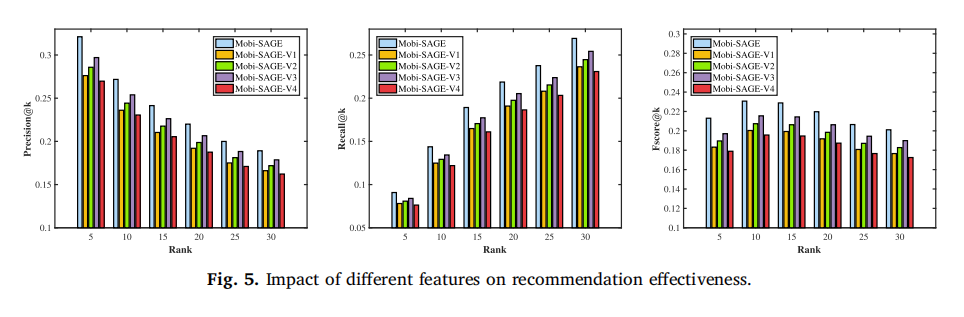 Precision@k
0.3
0.25
0.2
0.15
0.1
Mobi-SAGE
Mobi-SAGE-V1
Mobi-SAGE-V2
Mobi-SAGE-V3
Mobi-SAGE-V4
5 10 15 20 25 30
Rank
Recall@k
0.25
0.2
0.15
0.1
0.05
Mobi-SAGE
Mobi-SAGE-V1
Mobi-SAGE-V2
Mobi-SAGE-V3
Mobi-SAGE-V4
5 10 15 20 25 30
Rank
Fscore@k
0.3
0.28
0.26
0.24
0.22
0.2
0.18
0.16
0.14
0.12
0.1
Mobi-SAGE
Mobi-SAGE-V1
Mobi-SAGE-V2
Mobi-SAGE-V3
Mobi-SAGE-V4
5 10 15 20 25 30
Rank
Fig. 5. Impact of different features on recommendation effectiveness.